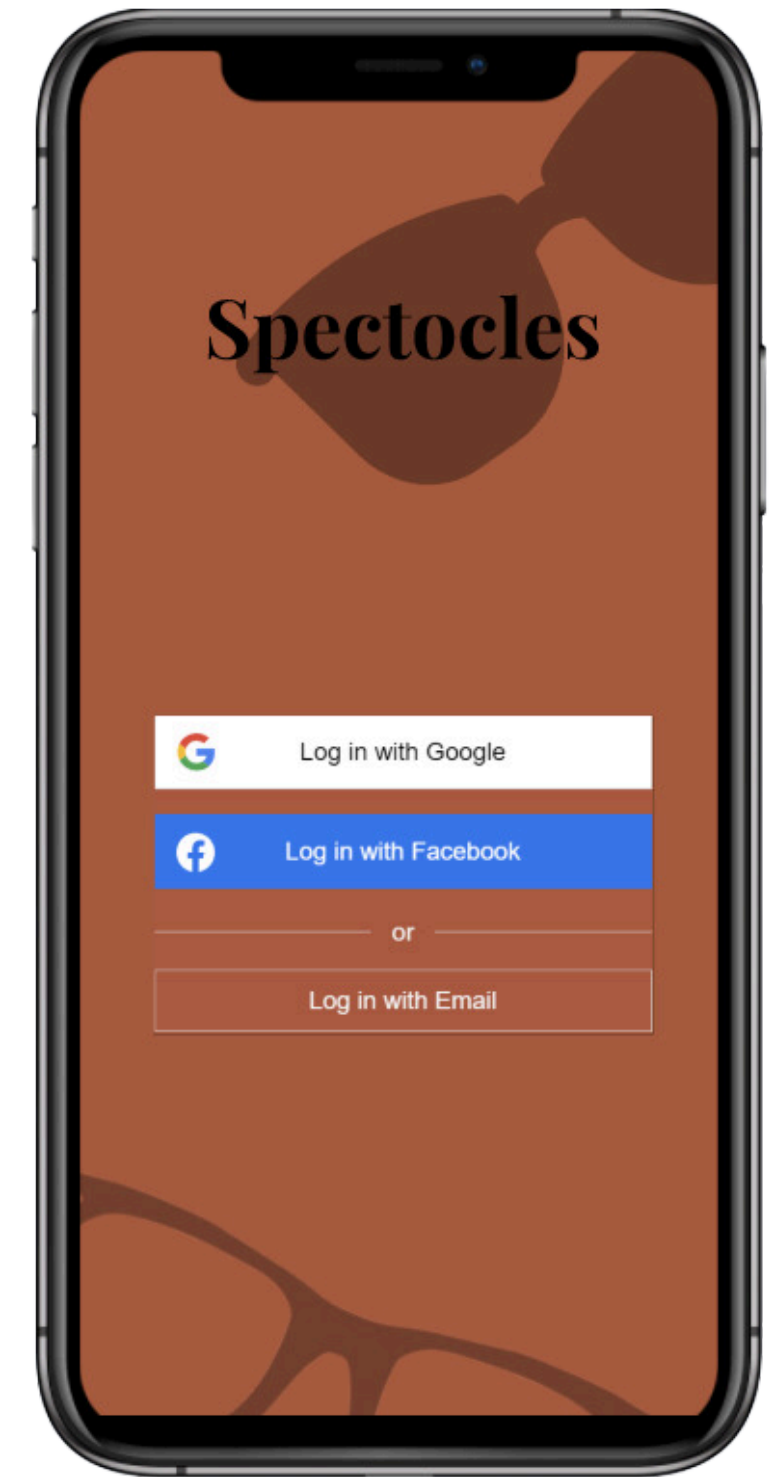 Spectocles
Log in with Google
Log in with Facebook
or
Log in with Email